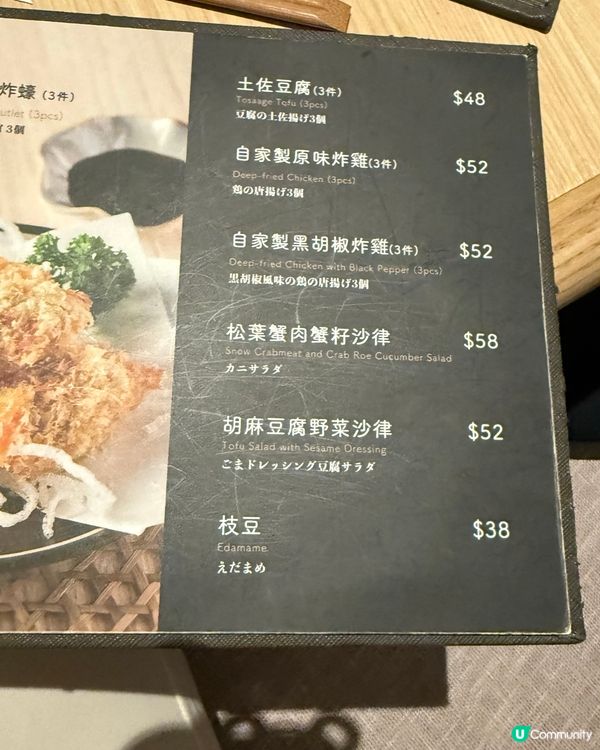 炸蠔 (3件)
utlet (3pcs)
イ3個
土佐豆腐(3件)
$48
Tosaage Tofu (3pcs)
豆腐の土佐揚げ3個
自家製原味炸雞(3件)
$52
Deep-fried Chicken (3pcs)
鶏の唐揚げ3個
自家製黑胡椒炸雞(3件)
$52
Deep-fried Chicken with Black Pepper (3pcs)
黒胡椒風味の鶏の唐揚げ3個
松葉蟹肉蟹籽沙律
$58
Snow Crabmeat and Crab Roe Cucumber Salad
カニサラダ
胡麻豆腐野菜沙律
$52
Tofu Salad with Sesame Dressing
ごまドレッシング豆腐サラダ
枝豆
$38
Edamame
えだまめ
U Community